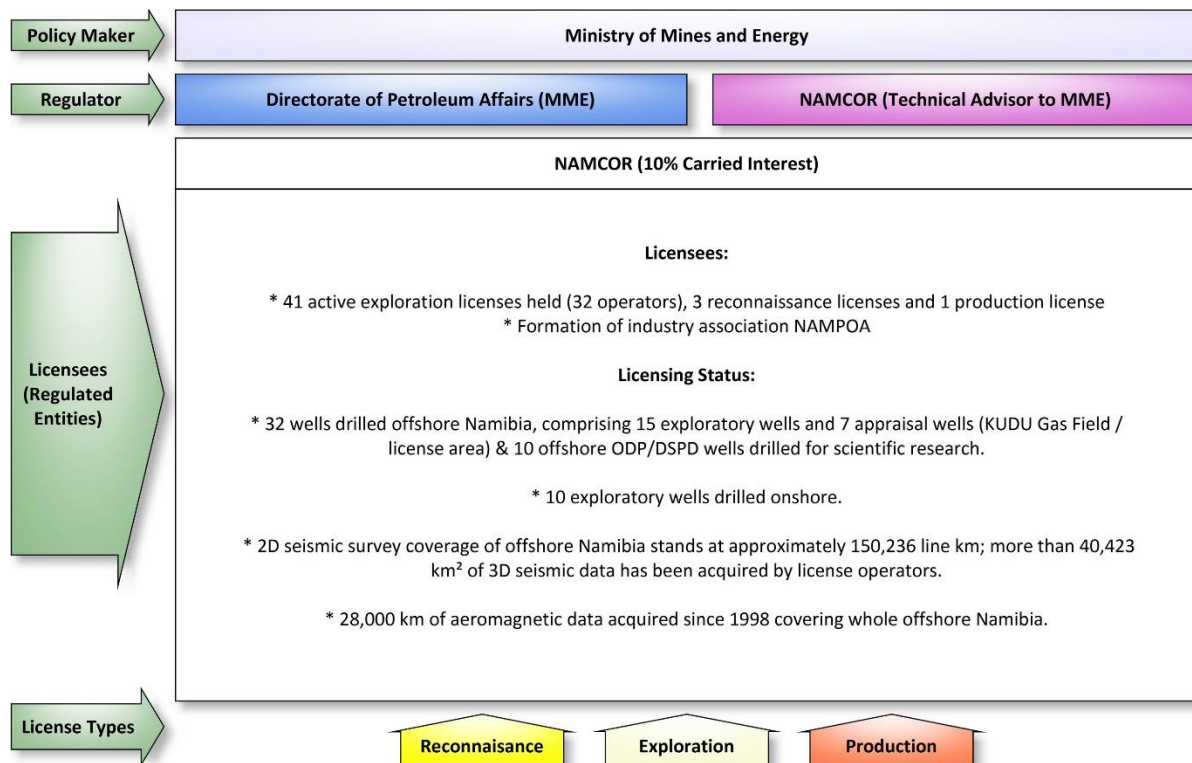 Policy Maker
Ministry of Mines and Energy
Regulator
Directorate of Petroleum Affairs (MME)
NAMCOR (Technical Advisor to MME)
NAMCOR (10% Carried Interest)
Licensees
(Regulated
Entities)
Licensees:
* 41 active exploration licenses held (32 operators), 3 reconnaissance licenses and 1 production license
* Formation of industry association NAMPOA
Licensing Status:
* 32 wells drilled offshore Namibia, comprising 15 exploratory wells and 7 appraisal wells (KUDU Gas Field /
license area) & 10 offshore ODP/DSPD wells drilled for scientific research.
* 10 exploratory wells drilled onshore.
* 2D seismic survey coverage of offshore Namibia stands at approximately 150,236 line km; more than 40,423
km² of 3D seismic data has been acquired by license operators.
* 28,000 km of aeromagnetic data acquired since 1998 covering whole offshore Namibia.
License Types
Reconnaisance
Exploration
Production